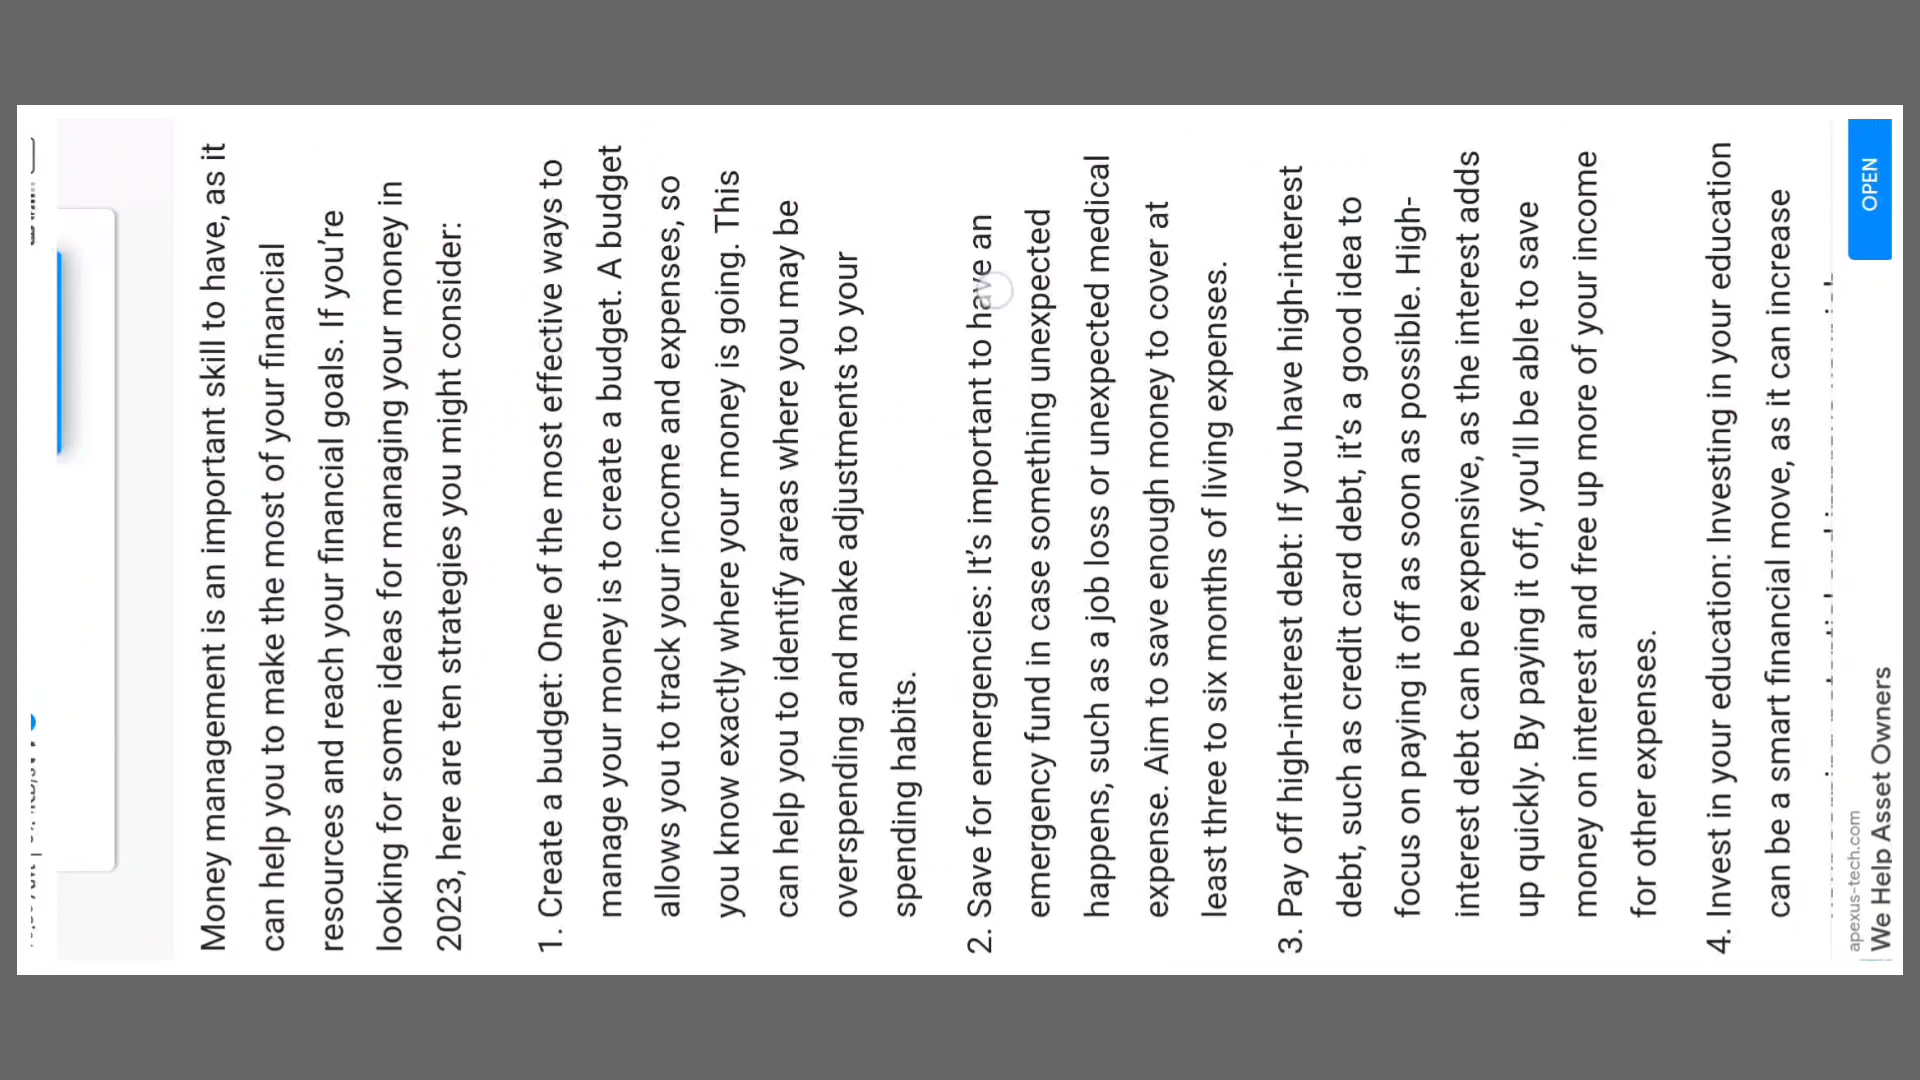 Money management is an important skill to have, as it
can help you to make the most of your financial
resources and reach your financial goals. If you're
looking for some ideas for managing your money in
2023, here are ten strategies you might consider:
1. Create a budget: One of the most effective ways to
manage your money is to create a budget. A budget
allows you to track your income and expenses, so
you know exactly where your money is going. This
can help you to identify areas where you may be
overspending and make adjustments to your
spending habits.
2. Save for emergencies: It's important to have an
emergency fund in case something unexpected
happens, such as a job loss or unexpected medical
expense. Aim to save enough money to cover at
least three to six months of living expenses.
3. Pay off high-interest debt: If you have high-interest
debt, such as credit card debt, it's a good idea to
focus on paying it off as soon as possible. High-
interest debt can be expensive, as the interest adds
up quickly. By paying it off, you'll be able to save
money on interest and free up more of your income
for other expenses.
4. Invest in your education: Investing in your education
can be a smart financial move, as it can increase
apexus-tech.com
We Help Asset Owners
OPEN